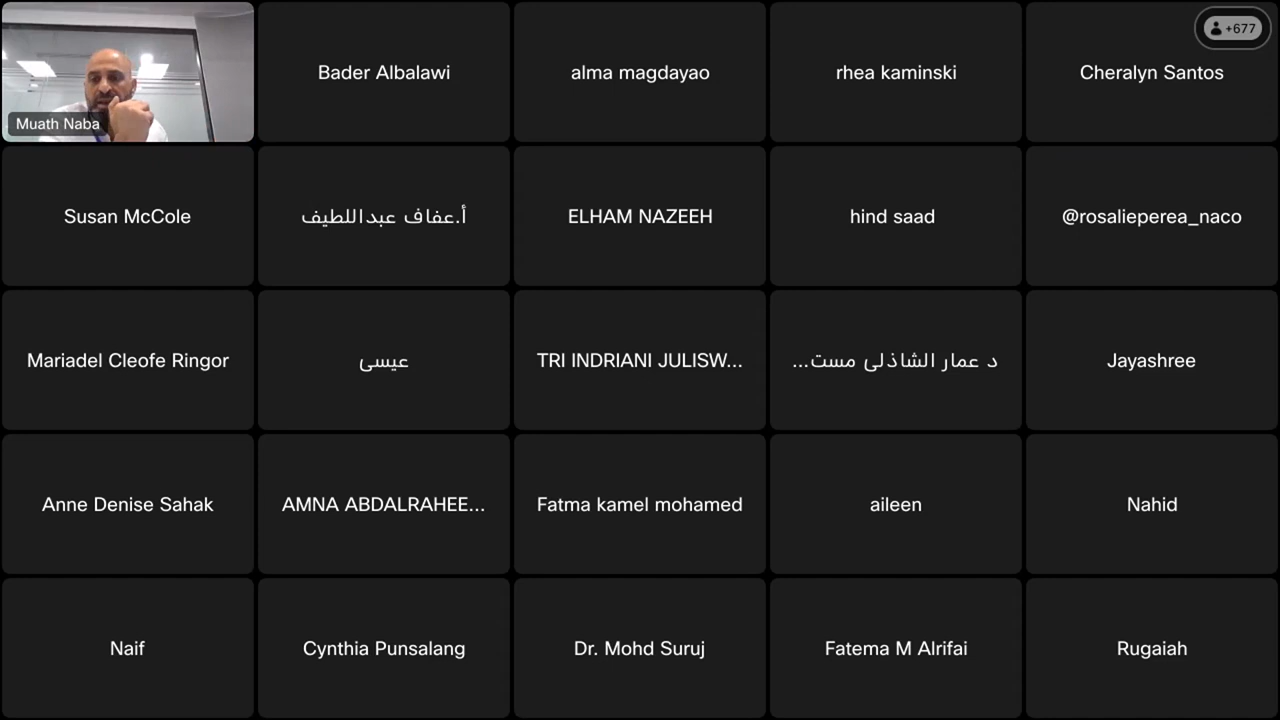 +677
Muath Naba
Bader Albalawi
alma magdayao
rhea kaminski
Cheralyn Santos
Susan McCole
أ.عفاف عبداللطيف
ELHAM NAZEEH
hind saad
@rosalieperea_naco
Mariadel Cleofe Ringor
عيسى
TRI INDRIANI JULISW...
د عمار الشاذلى مست...
Jayashree
Anne Denise Sahak
AMNA ABDALRAHEE...
Fatma kamel mohamed
aileen
Nahid
Naif
Cynthia Punsalang
Dr. Mohd Suruj
Fatema M Alrifai
Rugaiah